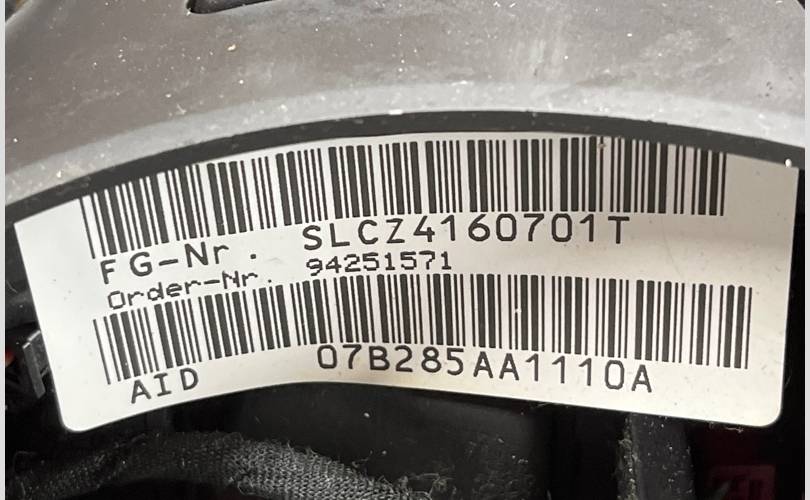 FG-Nr. SLCZ4160701T
Order-Nr. 94251571
AID 07B285AA1110A